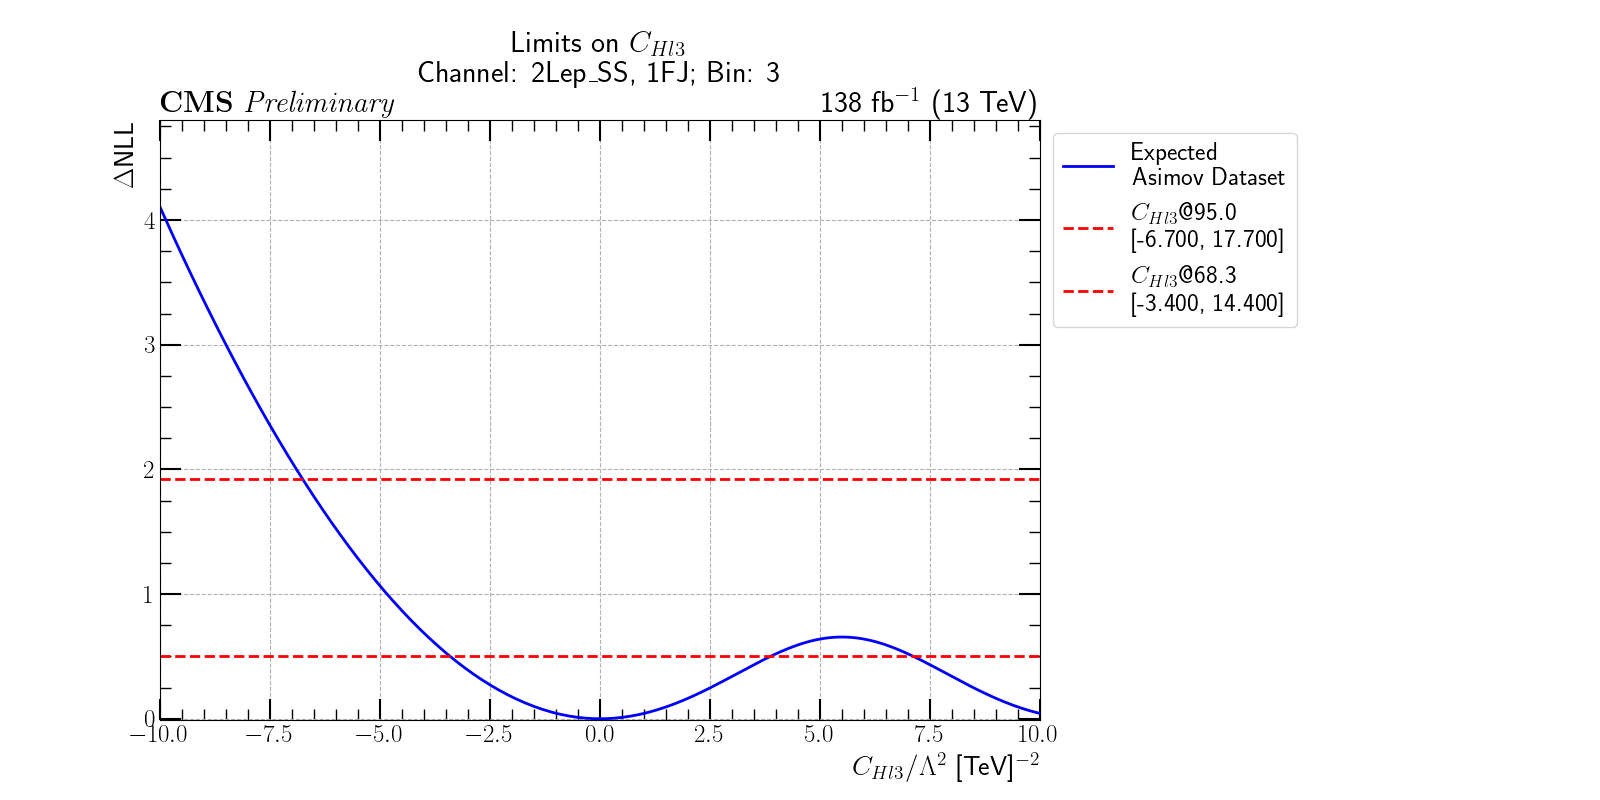 Limits on C_{Hl3}
Channel: 2Lep_SS, 1FJ; Bin: 3
CMS Preliminary 138 fb^{−1} (13 TeV)
ΔNLL
4
3
2
1
0
−10.0 −7.5 −5.0 −2.5 0.0 2.5 5.0 7.5 10.0
C_{Hl3}/Λ^2 [TeV]^{−2}
Expected
Asimov Dataset
C_{Hl3}@95.0
[-6.700, 17.700]
C_{Hl3}@68.3
[-3.400, 14.400]